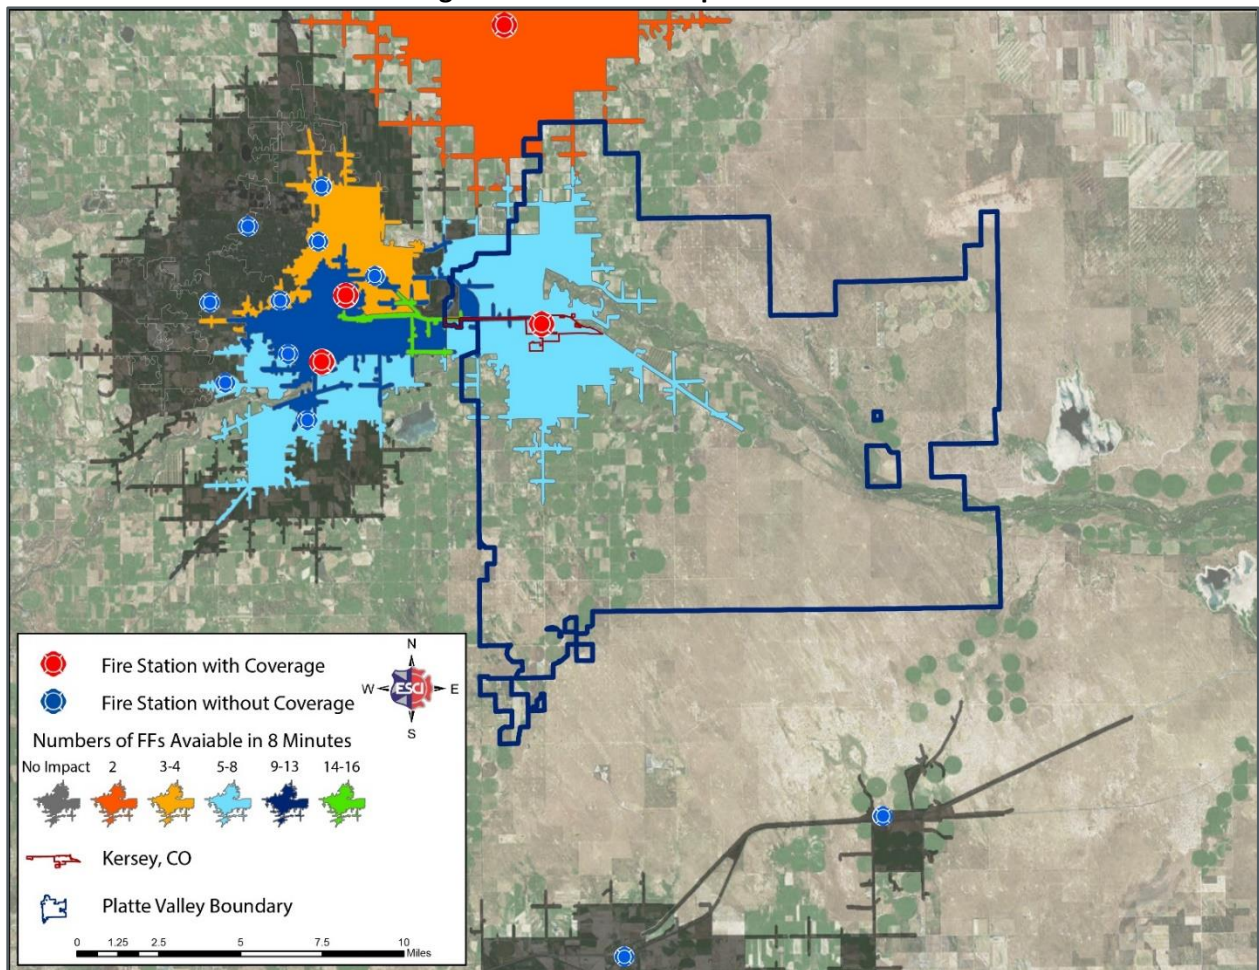 N
W
ESCI
E
S
Fire Station with Coverage
Fire Station without Coverage
Numbers of FFs Avaiable in 8 Minutes
No Impact 2 3-4 5-8 9-13 14-16
Kersey, CO
Platte Valley Boundary
0 1.25 2.5 5 7.5 10
Miles